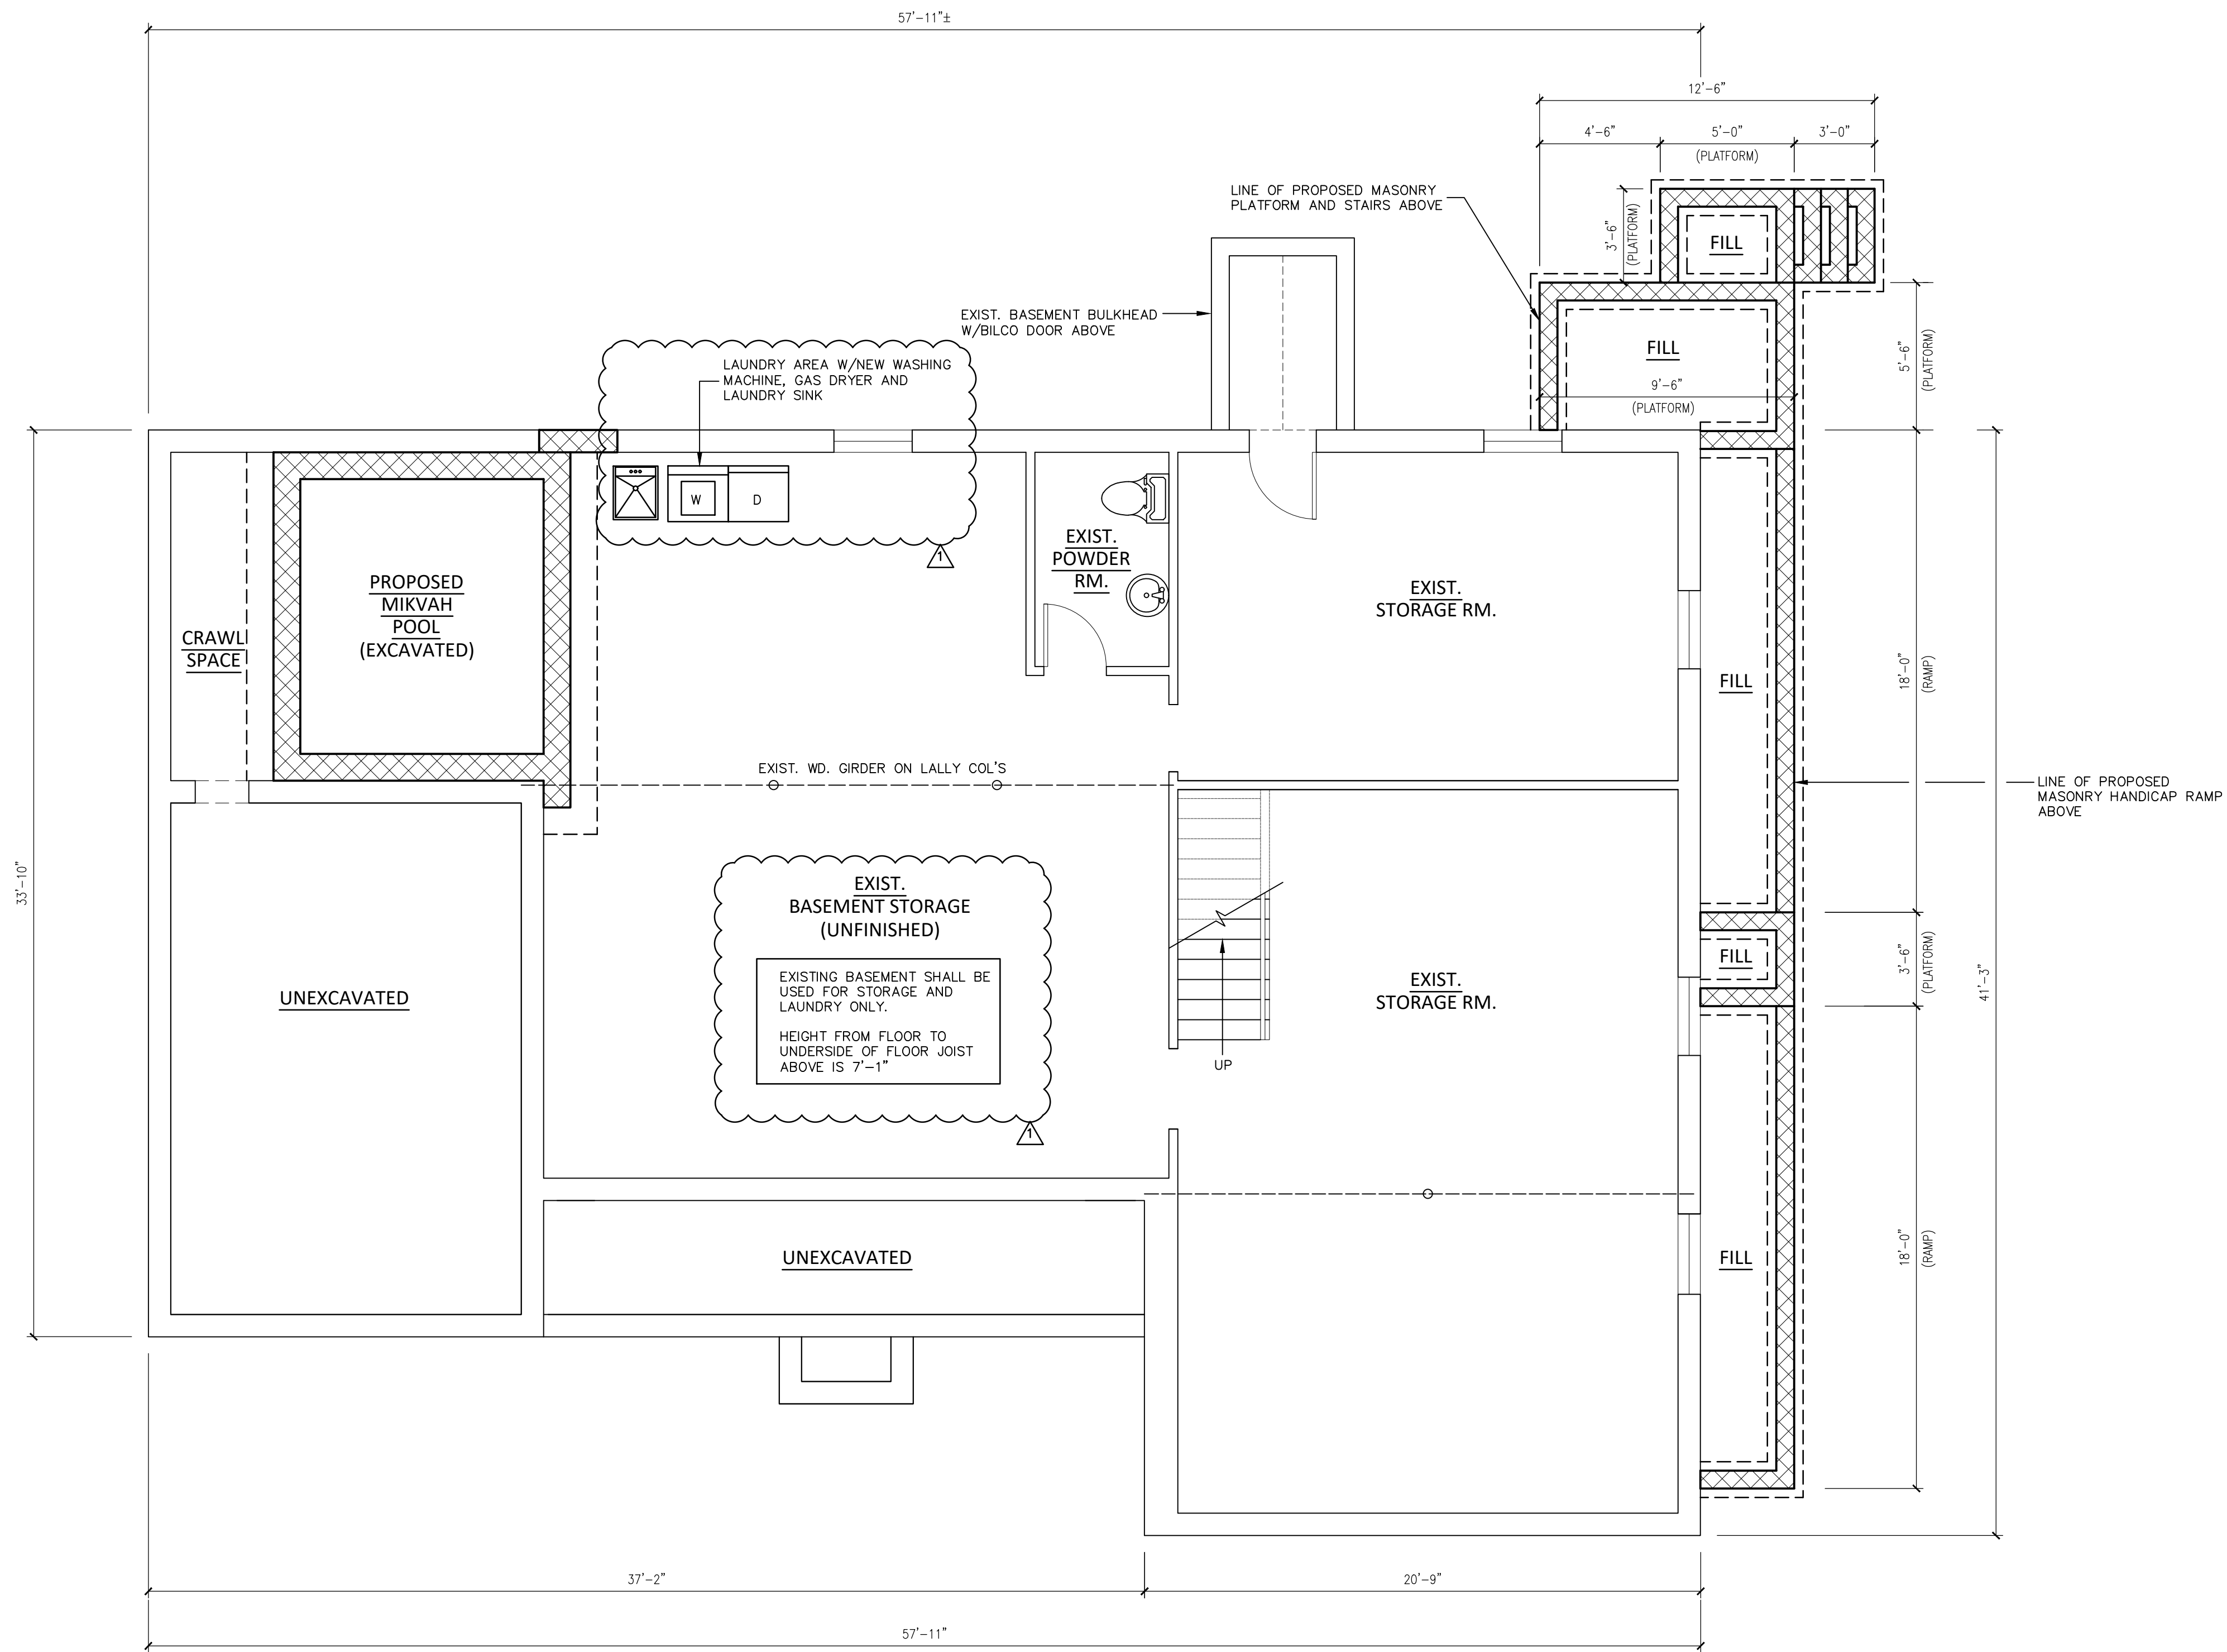 57'-11"±
12'-6"
4'-6"
5'-0"
3'-0"
(PLATFORM)
LINE OF PROPOSED MASONRY
PLATFORM AND STAIRS ABOVE
3'-6"
(PLATFORM)
FILL
EXIST. BASEMENT BULKHEAD
W/BILCO DOOR ABOVE
FILL
9'-6"
(PLATFORM)
5'-6"
(PLATFORM)
LAUNDRY AREA W/NEW WASHING
MACHINE, GAS DRYER AND
LAUNDRY SINK
W
D
1
EXIST.
POWDER
RM.
EXIST.
STORAGE RM.
PROPOSED
MIKVAH
POOL
(EXCAVATED)
CRAWL
SPACE
FILL
18'-0"
(RAMP)
EXIST. WD. GIRDER ON LALLY COL'S
LINE OF PROPOSED
MASONRY HANDICAP RAMP
ABOVE
33'-10"
EXIST.
BASEMENT STORAGE
(UNFINISHED)
EXISTING BASEMENT SHALL BE
USED FOR STORAGE AND
LAUNDRY ONLY.
HEIGHT FROM FLOOR TO
UNDERSIDE OF FLOOR JOIST
ABOVE IS 7'-1"
1
UNEXCAVATED
UP
EXIST.
STORAGE RM.
FILL
3'-6"
(PLATFORM)
41'-3"
UNEXCAVATED
FILL
18'-0"
(RAMP)
37'-2"
20'-9"
57'-11"